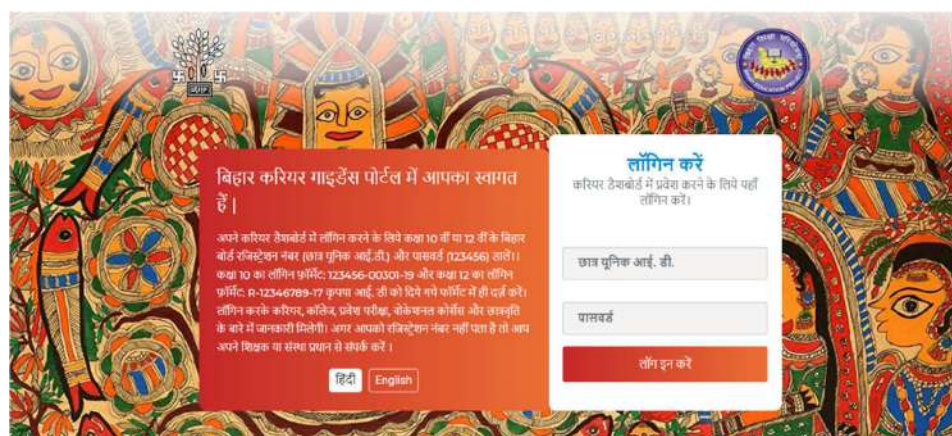 बिहार करियर गाइडेंस पोर्टल में आपका स्वागत
हैं |
अपने करियर डैशबोर्ड में लॉगिन करने के लिये कक्षा 10 वीं या 12 वीं के बिहार
बोर्ड रजिस्ट्रेशन नंबर (छात्र यूनिक आई.डी.) और पासवर्ड (123456) डालें।।
कक्षा 10 का लॉगिन फ़ॉर्मेट: 123456-00301-19 और कक्षा 12 का लॉगिन
फ़ॉर्मेट: R-12346789-17 कृपया आई. डी को दिये गये फॉर्मेट में ही दर्ज़ करें।
लॉगिन करके करियर, कॉलेज, प्रवेश परीक्षा, वोकेशनल कोर्सेस और छात्रवृति
के बारे में जानकारी मिलेगी। अगर आपको रजिस्ट्रेशन नंबर नहीं पता है तो आप
अपने शिक्षक या संस्था प्रधान से संपर्क करें ।
हिंदी English
लॉगिन करें
करियर डैशबोर्ड में प्रवेश करने के लिये यहाँ
लॉगिन करें।
छात्र यूनिक आई. डी.
पासवर्ड
लॉग इन करें